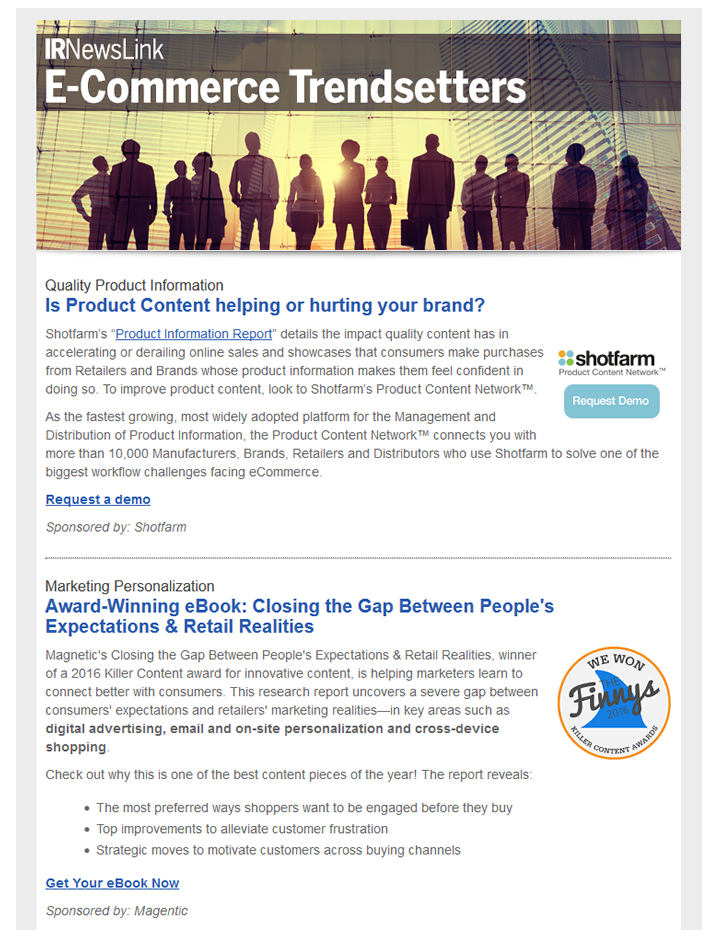 IRNewsLink
E-Commerce Trendsetters
Quality Product Information
Is Product Content helping or hurting your brand?
Shotfarm's “Product Information Report” details the impact quality content has in
accelerating or derailing online sales and showcases that consumers make purchases
from Retailers and Brands whose product information makes them feel confident in
doing so. To improve product content, look to Shotfarm's Product Content Network™.
shotfarm
Product Content Network™
Request Demo
As the fastest growing, most widely adopted platform for the Management and
Distribution of Product Information, the Product Content Network™ connects you with
more than 10,000 Manufacturers, Brands, Retailers and Distributors who use Shotfarm to solve one of the
biggest workflow challenges facing eCommerce.
Request a demo
Sponsored by: Shotfarm
Marketing Personalization
Award-Winning eBook: Closing the Gap Between People's
Expectations & Retail Realities
Magnetic's Closing the Gap Between People's Expectations & Retail Realities, winner
of a 2016 Killer Content award for innovative content, is helping marketers learn to
connect better with consumers. This research report uncovers a severe gap between
consumers' expectations and retailers' marketing realities—in key areas such as
digital advertising, email and on-site personalization and cross-device
shopping.
WE WON
THE
Finnys
2016
KILLER CONTENT AWARDS
Check out why this is one of the best content pieces of the year! The report reveals:
• The most preferred ways shoppers want to be engaged before they buy
• Top improvements to alleviate customer frustration
• Strategic moves to motivate customers across buying channels
Get Your eBook Now
Sponsored by: Magentic